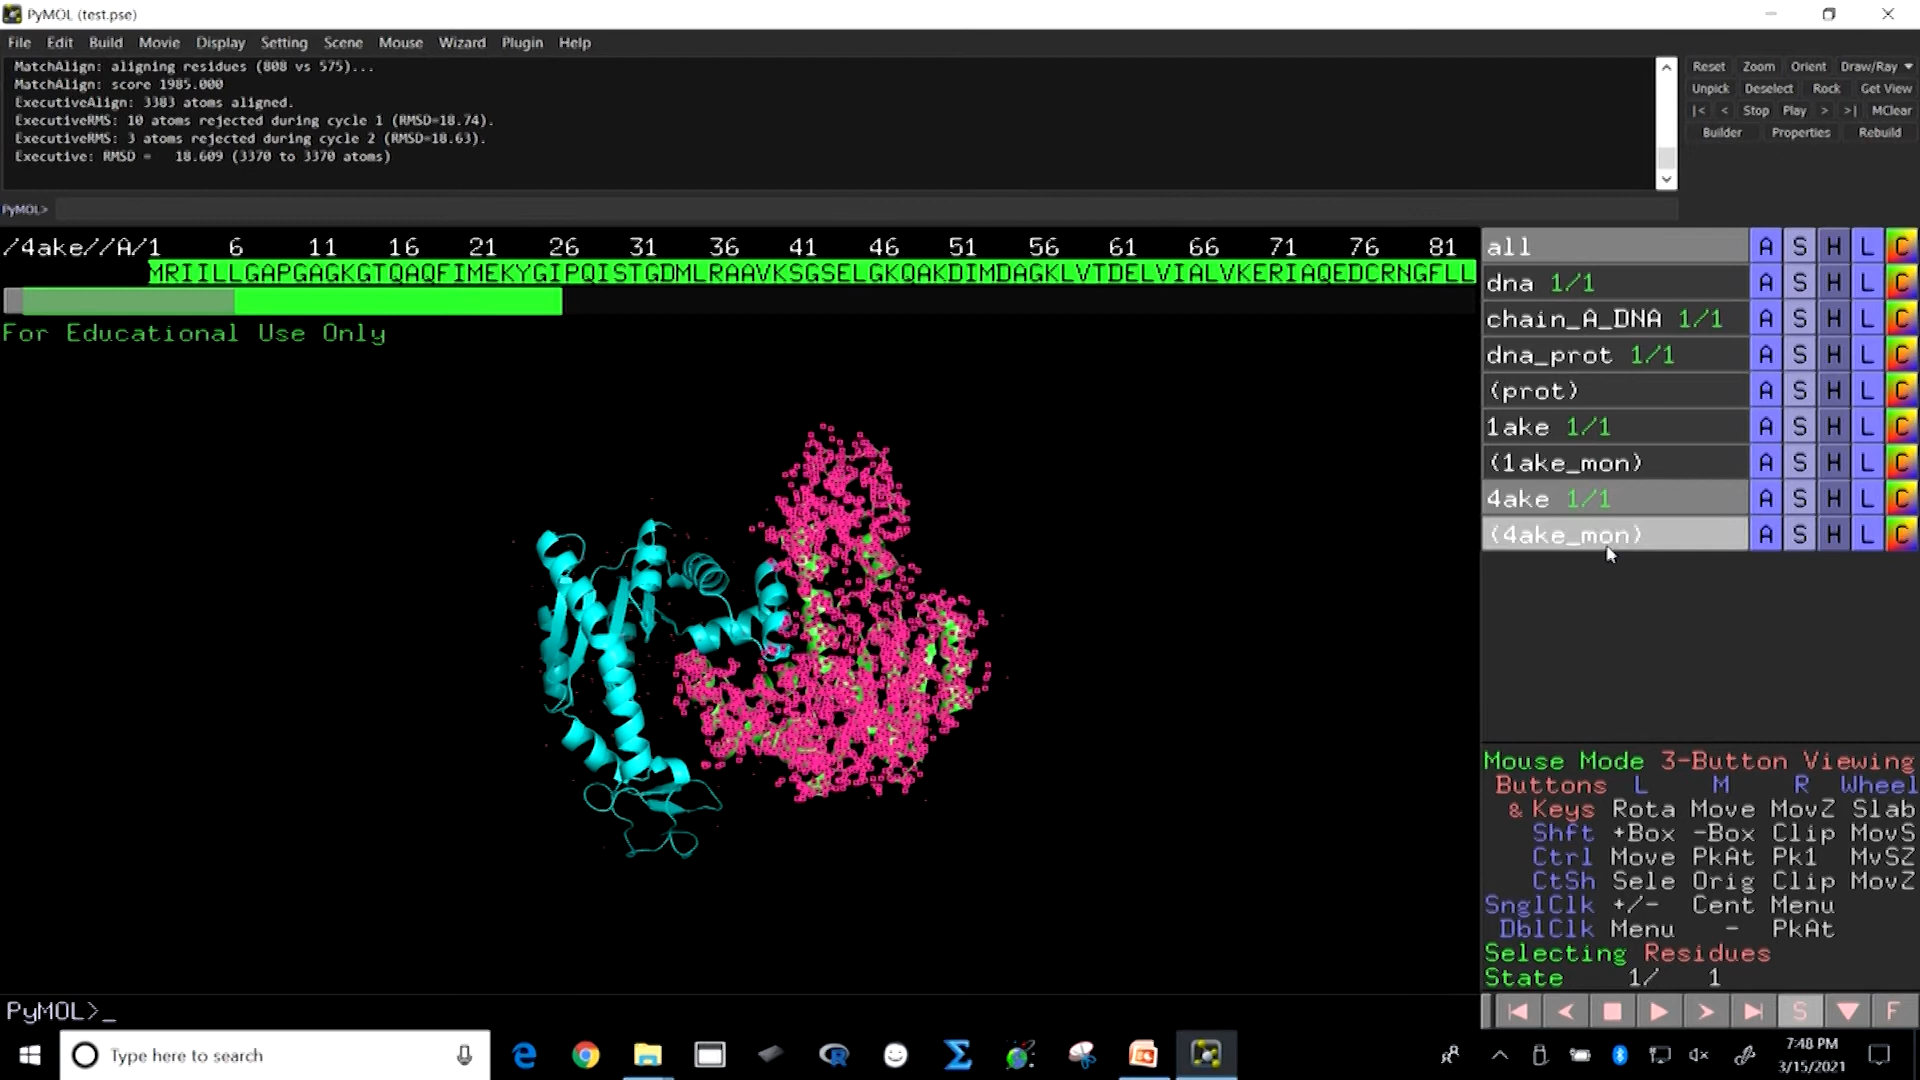 PyMOL (test.pse)
File Edit Build Movie Display Setting Scene Mouse Wizard Plugin Help
MatchAlign: aligning residues (808 vs 575)...
MatchAlign: score 1985.000
ExecutiveAlign: 3383 atoms aligned.
ExecutiveRMS: 10 atoms rejected during cycle 1 (RMSD=18.74).
ExecutiveRMS: 3 atoms rejected during cycle 2 (RMSD=18.63).
Executive: RMSD = 18.609 (3370 to 3370 atoms)
Reset Zoom Orient Draw/Ray
Unpick Deselect Rock Get View
|< < Stop Play > >| MClear
Builder Properties Rebuild
PyMOL>
/4ake//A/1 6 11 16 21 26 31 36 41 46 51 56 61 66 71 76 81
MRIILLGAPGAGKGTQAQFIMEKYGIPQISTGDMLRAAVKSGSELGKQAKDIMDAGKLVTDELVIALVKERIAQEDCRNGFLL
For Educational Use Only
all A S H L C
dna 1/1 A S H L C
chain_A_DNA 1/1 A S H L C
dna_prot 1/1 A S H L C
(prot) A S H L C
1ake 1/1 A S H L C
(1ake_mon) A S H L C
4ake 1/1 A S H L C
(4ake_mon) A S H L C
Mouse Mode 3-Button Viewing
Buttons L M R Wheel
& Keys Rota Move MovZ Slab
Shft +Box -Box Clip MovS
Ctrl Move PkAt Pk1 MvSZ
CtSh Sele Orig Clip MovZ
SnglClk +/- Cent Menu
DblClk Menu - PkAt
Selecting Residues
State 1/ 1
S F
PyMOL>_
Type here to search
7:48 PM
3/15/2021